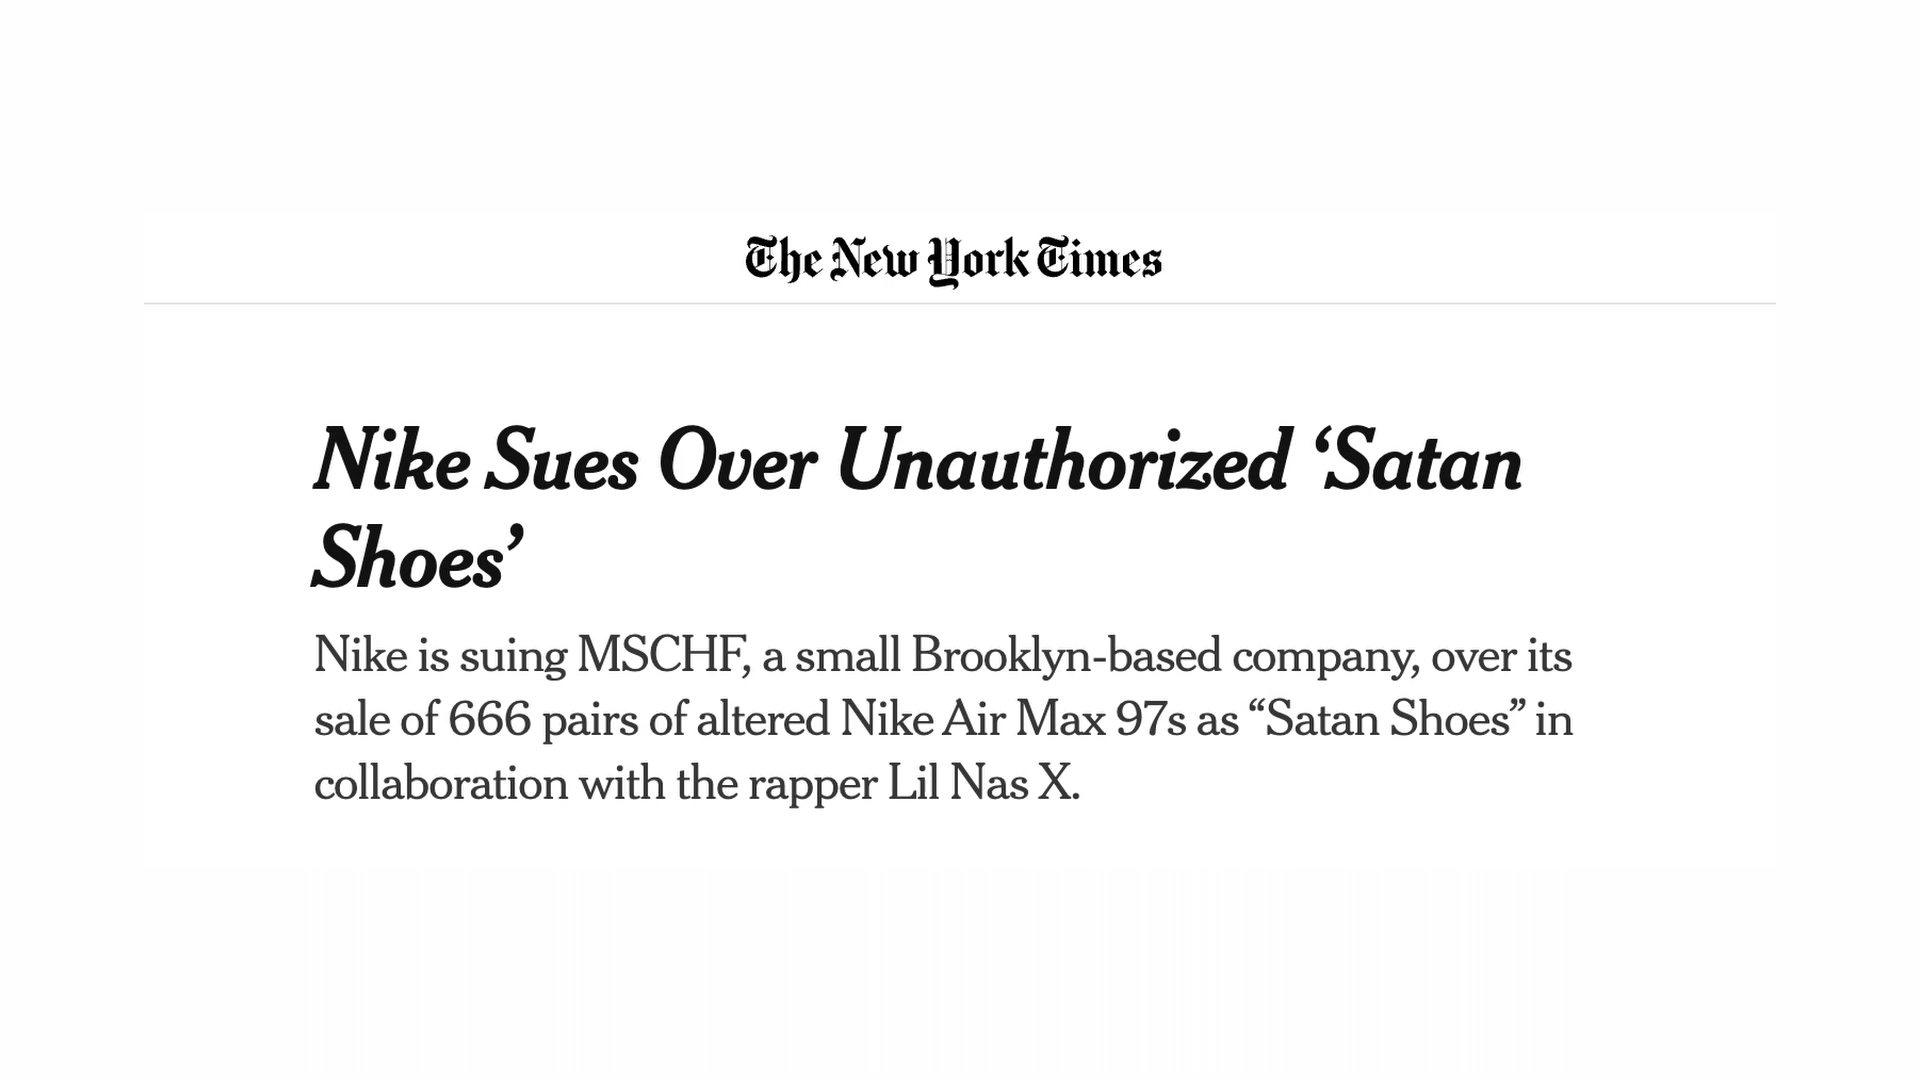 The New York Times
Nike Sues Over Unauthorized ‘Satan
Shoes’
Nike is suing MSCHF, a small Brooklyn-based company, over its
sale of 666 pairs of altered Nike Air Max 97s as “Satan Shoes” in
collaboration with the rapper Lil Nas X.